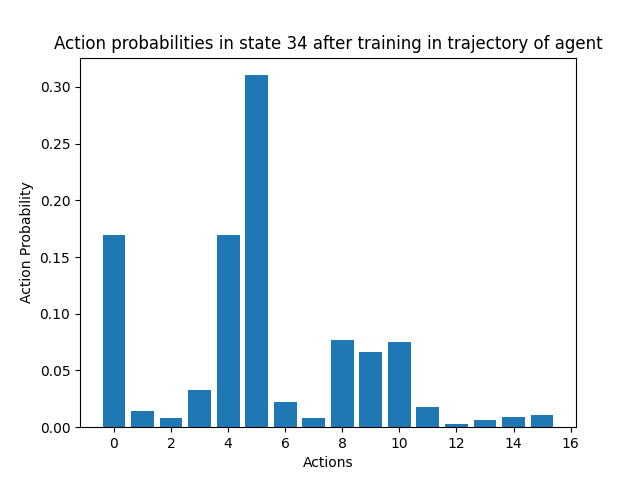 Action probabilities in state 34 after training in trajectory of agent
0.30
0.25
0.20
0.15
0.10
0.05
0.00
Action Probability
0 2 4 6 8 10 12 14 16
Actions